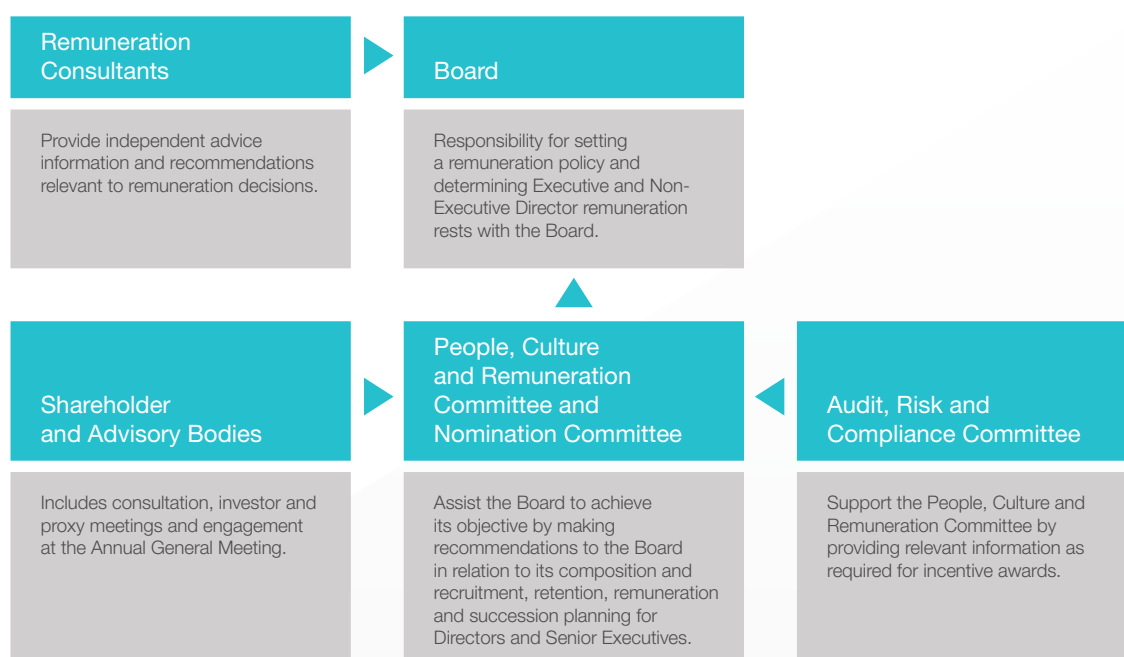 Remuneration
Consultants
Provide independent advice
information and recommendations
relevant to remuneration decisions.
Board
Responsibility for setting
a remuneration policy and
determining Executive and Non-
Executive Director remuneration
rests with the Board.
Shareholder
and Advisory Bodies
Includes consultation, investor and
proxy meetings and engagement
at the Annual General Meeting.
People, Culture
and Remuneration
Committee and
Nomination Committee
Assist the Board to achieve
its objective by making
recommendations to the Board
in relation to its composition and
recruitment, retention, remuneration
and succession planning for
Directors and Senior Executives.
Audit, Risk and
Compliance Committee
Support the People, Culture and
Remuneration Committee by
providing relevant information as
required for incentive awards.